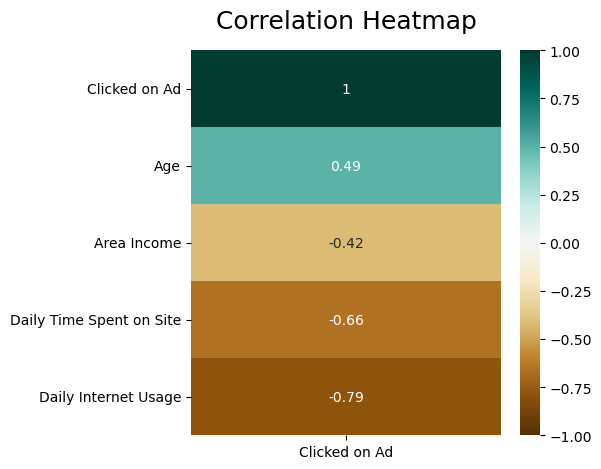 Correlation Heatmap
Clicked on Ad
1
Age
0.49
Area Income
-0.42
Daily Time Spent on Site
-0.66
Daily Internet Usage
-0.79
Clicked on Ad
1.00
0.75
0.50
0.25
0.00
−0.25
−0.50
−0.75
−1.00